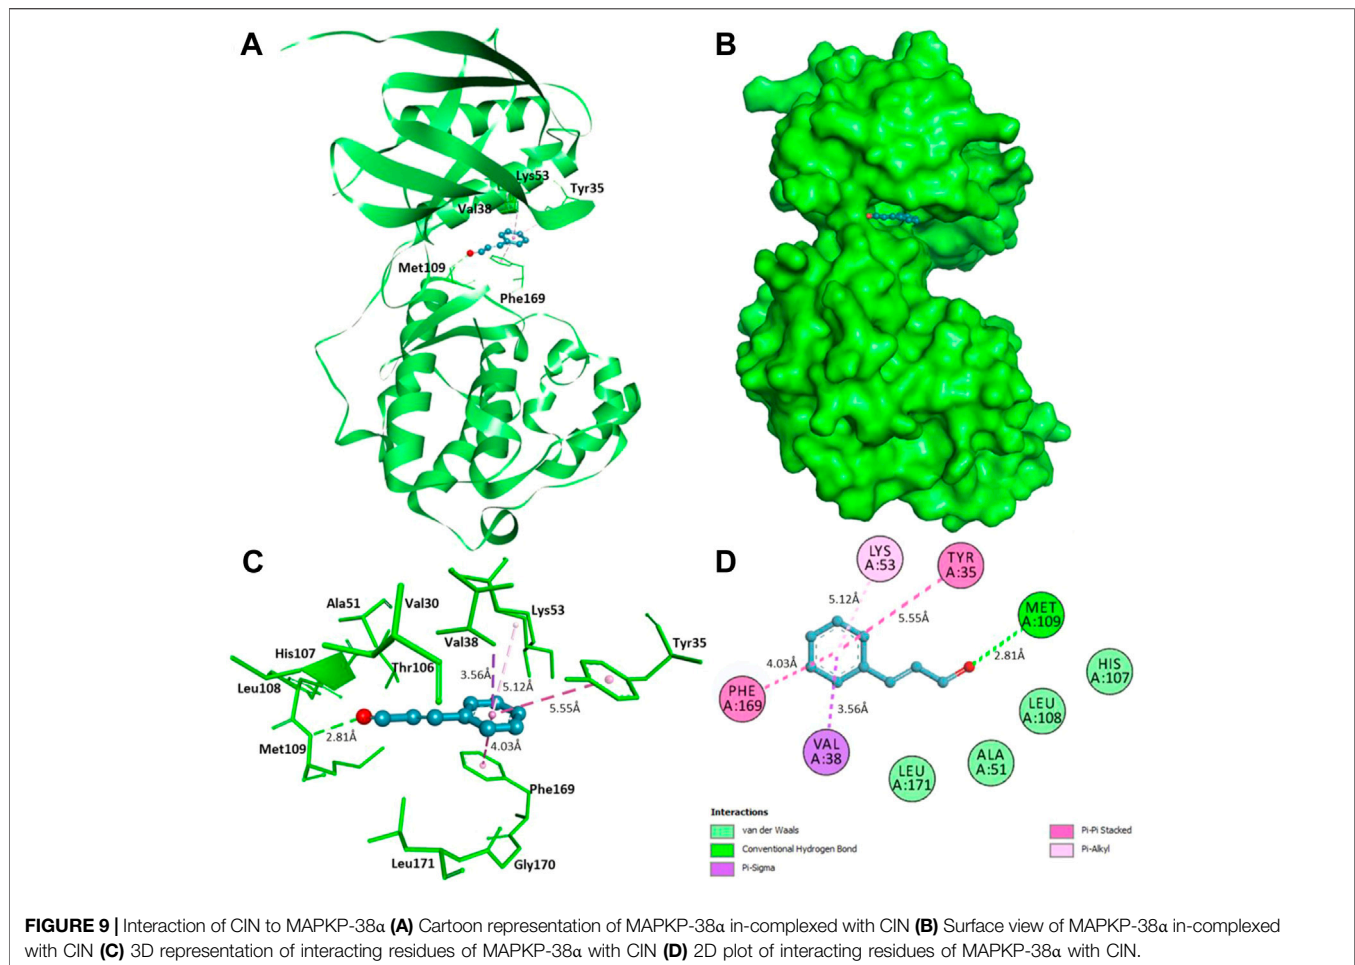 A
B
Lys53
Tyr35
Val38
Met109
Phe169
C
Ala51
Val30
Lys53
Val38
Tyr35
His107
Thr106
Leu108
3.56Å
5.12Å
5.55Å
2.81Å
Met109
4.03Å
Phe169
Leu171
Gly170
D
LYS
A:53
TYR
A:35
5.12Å
5.55Å
MET
A:109
4.03Å
2.81Å
HIS
A:107
PHE
A:169
LEU
A:108
3.56Å
VAL
A:38
ALA
A:51
LEU
A:171
Interactions
van der Waals
Conventional Hydrogen Bond
Pi-Sigma
Pi-Pi Stacked
Pi-Alkyl
FIGURE 9 | Interaction of CIN to MAPKP-38α (A) Cartoon representation of MAPKP-38α in-complexed with CIN (B) Surface view of MAPKP-38α in-complexed
with CIN (C) 3D representation of interacting residues of MAPKP-38α with CIN (D) 2D plot of interacting residues of MAPKP-38α with CIN.